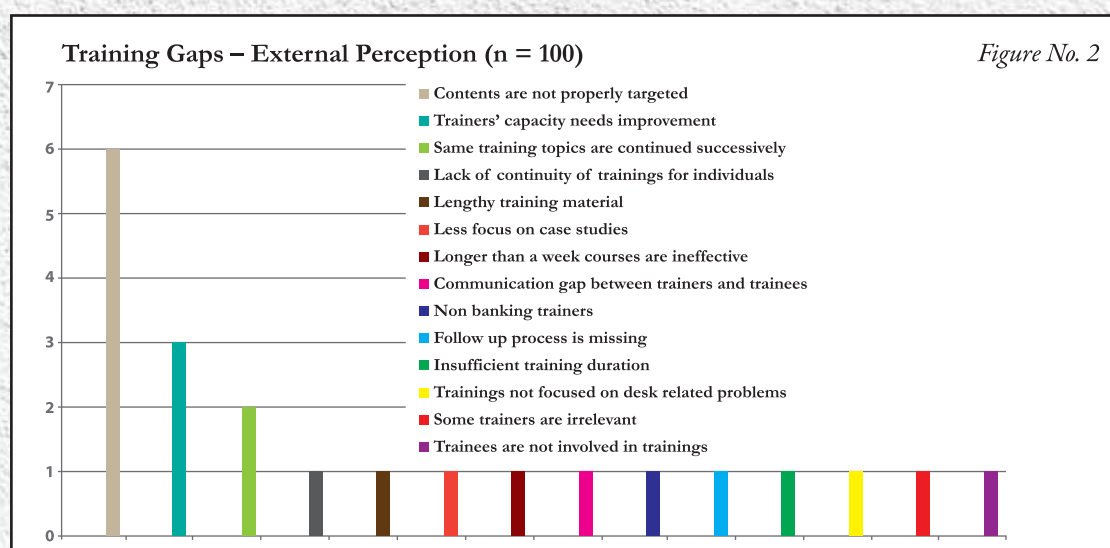 Training Gaps – External Perception (n = 100)
Figure No. 2
7
6
5
4
3
2
1
0
Contents are not properly targeted
Trainers’ capacity needs improvement
Same training topics are continued successively
Lack of continuity of trainings for individuals
Lengthy training material
Less focus on case studies
Longer than a week courses are ineffective
Communication gap between trainers and trainees
Non banking trainers
Follow up process is missing
Insufficient training duration
Trainings not focused on desk related problems
Some trainers are irrelevant
Trainees are not involved in trainings